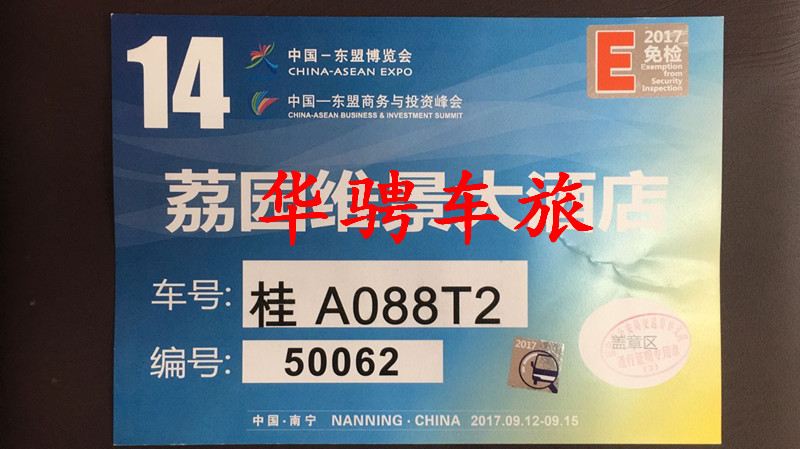 14
中国－东盟博览会
CHINA-ASEAN EXPO
中国—东盟商务与投资峰会
CHINA-ASEAN BUSINESS & INVESTMENT SUMMIT
E
2017
免检
Exemption
from
Security
Inspection
荔园维景大酒店
华骋车旅
车号: 桂 A088T2
编号: 50062
2017
盖章区
中国·南宁 NANNING·CHINA 2017.09.12-09.15